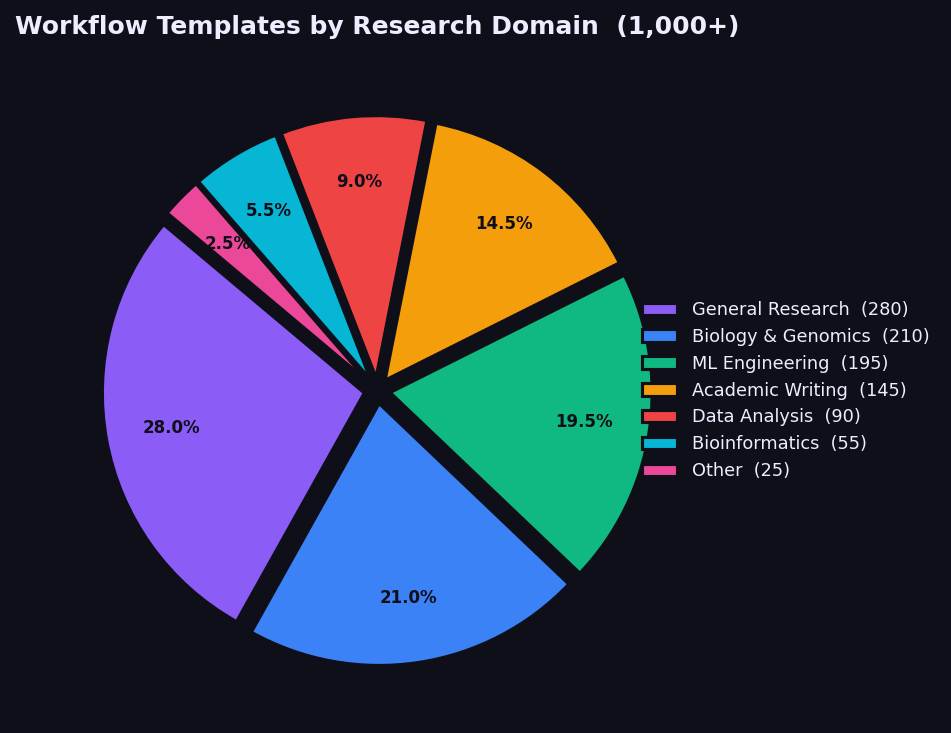 Workflow Templates by Research Domain  (1,000+)
9.0%
14.5%
5.5%
2.5%
28.0%
19.5%
21.0%
General Research  (280)
Biology & Genomics  (210)
ML Engineering  (195)
Academic Writing  (145)
Data Analysis  (90)
Bioinformatics  (55)
Other  (25)